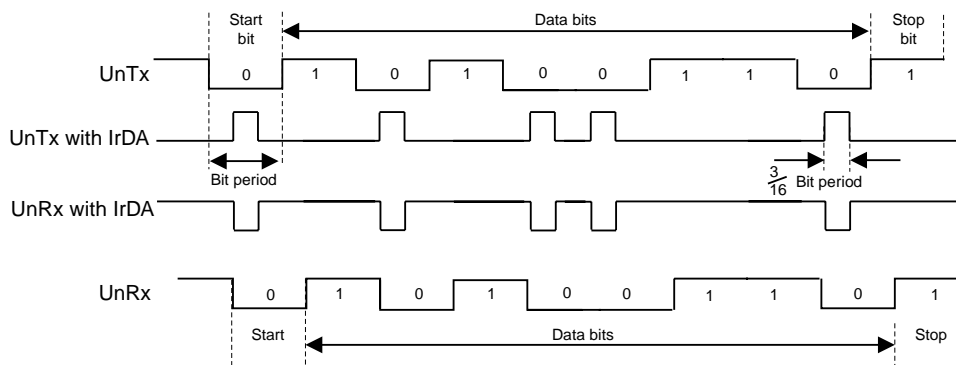 Start bit
Data bits
Stop bit
UnTx
0 1 0 1 0 0 1 1 0 1
UnTx with IrDA
Bit period
3/16 Bit period
UnRx with IrDA
UnRx
0 1 0 1 0 0 1 1 0 1
Start
Data bits
Stop